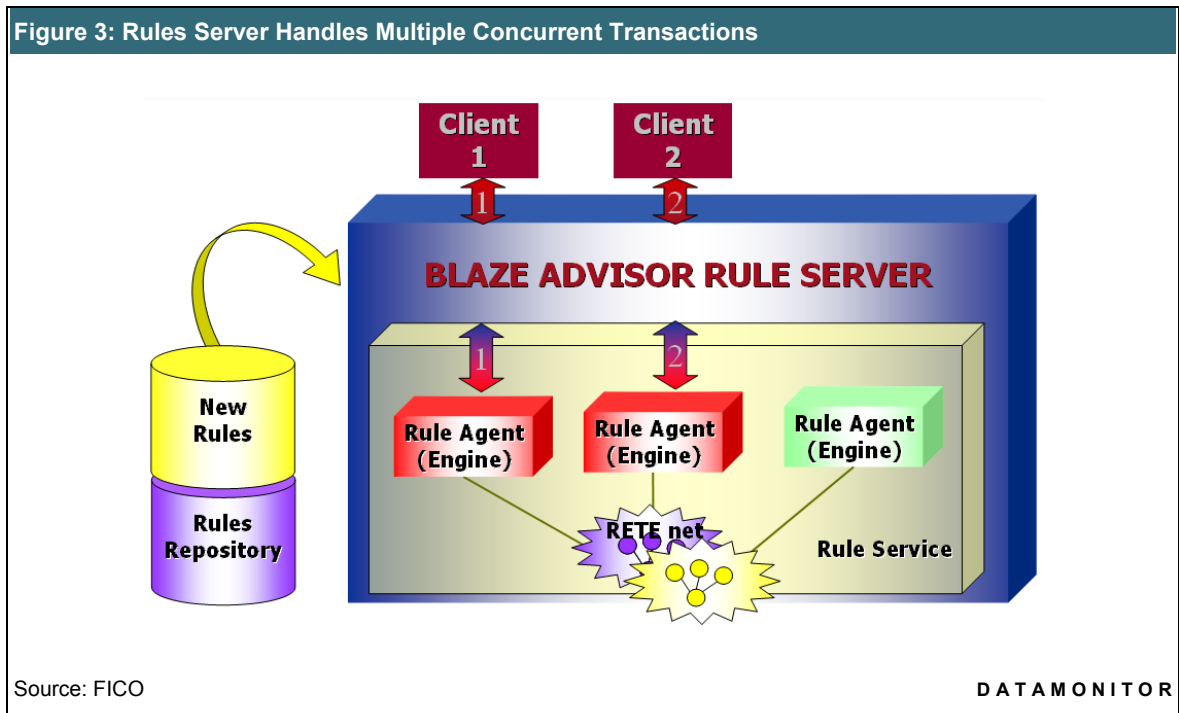 Figure 3: Rules Server Handles Multiple Concurrent Transactions
Client
1
Client
2
1
2
BLAZE ADVISOR RULE SERVER
1
2
New
Rules
Rules
Repository
Rule Agent
(Engine)
Rule Agent
(Engine)
Rule Agent
(Engine)
RETE net
Rule Service
Source: FICO
DATAMONITOR